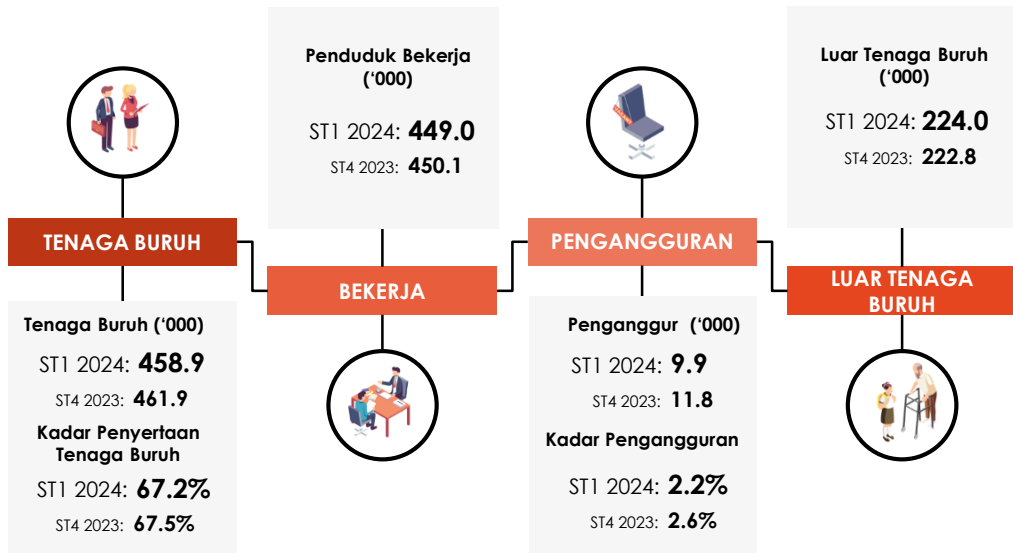 TENAGA BURUH
Tenaga Buruh (‘000)
ST1 2024: 458.9
ST4 2023: 461.9
Kadar Penyertaan
Tenaga Buruh
ST1 2024: 67.2%
ST4 2023: 67.5%
Penduduk Bekerja
(‘000)
ST1 2024: 449.0
ST4 2023: 450.1
BEKERJA
PENGANGGURAN
Penganggur (‘000)
ST1 2024: 9.9
ST4 2023: 11.8
Kadar Pengangguran
ST1 2024: 2.2%
ST4 2023: 2.6%
Luar Tenaga Buruh
(‘000)
ST1 2024: 224.0
ST4 2023: 222.8
LUAR TENAGA
BURUH